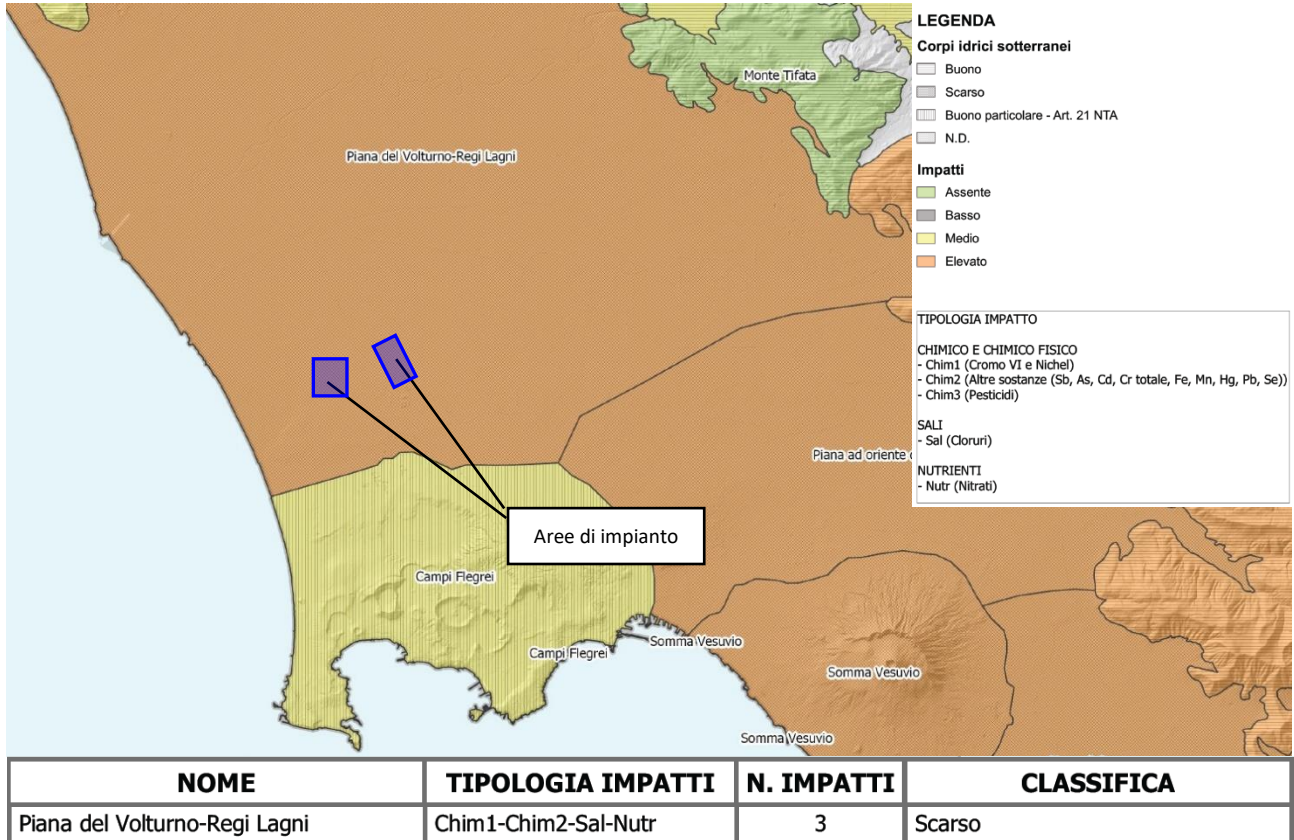 Monte Tifata
Piana del Volturno-Regi Lagni
Piana ad oriente
Aree di impianto
Campi Flegrei
Campi Flegrei
Somma Vesuvio
Somma Vesuvio
Somma Vesuvio
LEGENDA
Corpi idrici sotterranei
Buono
Scarso
Buono particolare - Art. 21 NTA
N.D.
Impatti
Assente
Basso
Medio
Elevato
TIPOLOGIA IMPATTO
CHIMICO E CHIMICO FISICO
- Chim1 (Cromo VI e Nichel)
- Chim2 (Altre sostanze (Sb, As, Cd, Cr totale, Fe, Mn, Hg, Pb, Se))
- Chim3 (Pesticidi)
SALI
- Sal (Cloruri)
NUTRIENTI
- Nutr (Nitrati)
NOME TIPOLOGIA IMPATTI N. IMPATTI CLASSIFICA
Piana del Volturno-Regi Lagni Chim1-Chim2-Sal-Nutr 3 Scarso